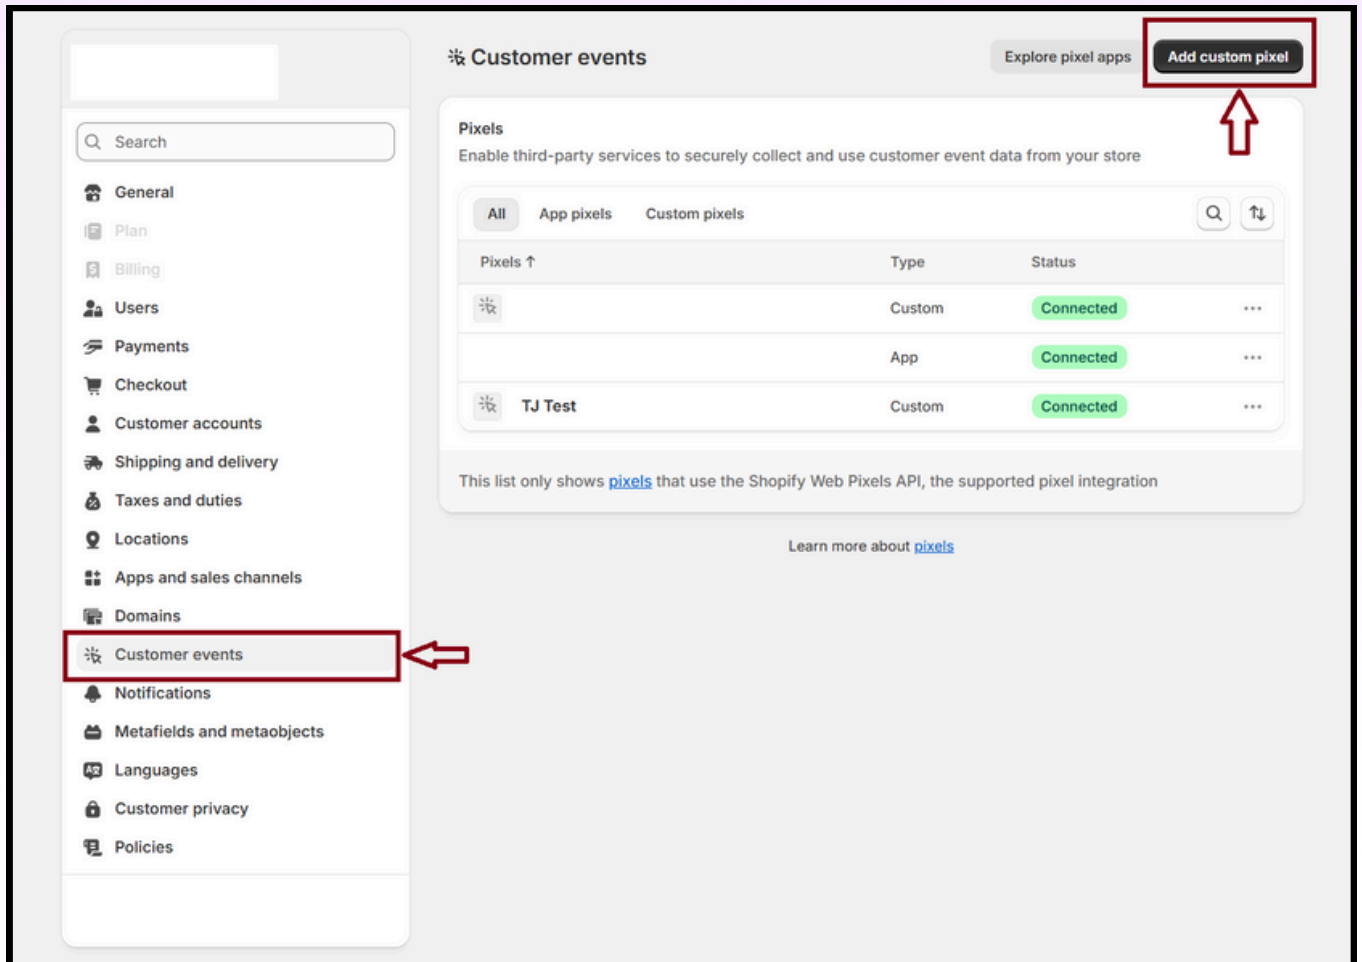 Customer events
Explore pixel apps
Add custom pixel
Search
General
Plan
Billing
Users
Payments
Checkout
Customer accounts
Shipping and delivery
Taxes and duties
Locations
Apps and sales channels
Domains
Customer events
Notifications
Metafields and metaobjects
Languages
Customer privacy
Policies
Pixels
Enable third-party services to securely collect and use customer event data from your store
All App pixels Custom pixels
Pixels ↑ Type Status
Custom Connected
App Connected
TJ Test Custom Connected
This list only shows pixels that use the Shopify Web Pixels API, the supported pixel integration
Learn more about pixels